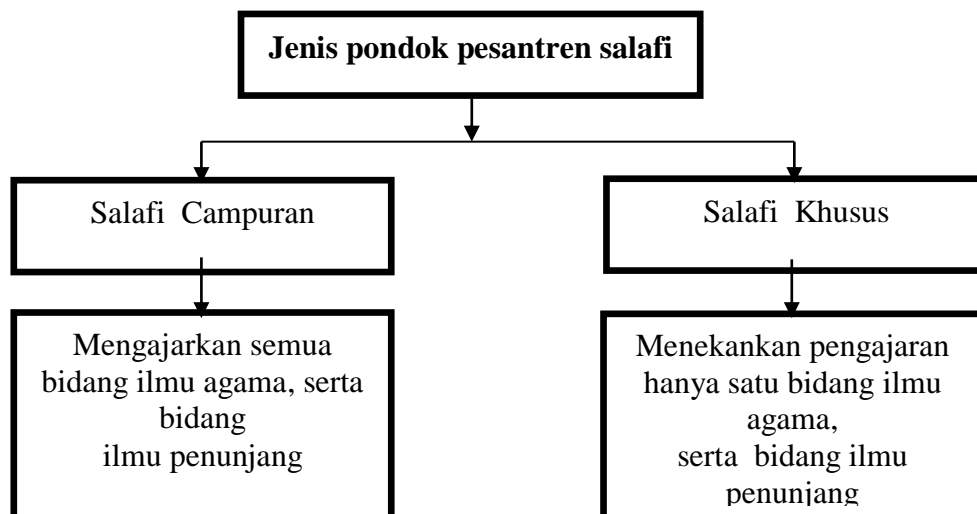 Jenis pondok pesantren salafi
Salafi Campuran
Salafi Khusus
Mengajarkan semua
bidang ilmu agama, serta
bidang
ilmu penunjang
Menekankan pengajaran
hanya satu bidang ilmu
agama,
serta bidang ilmu
penunjang